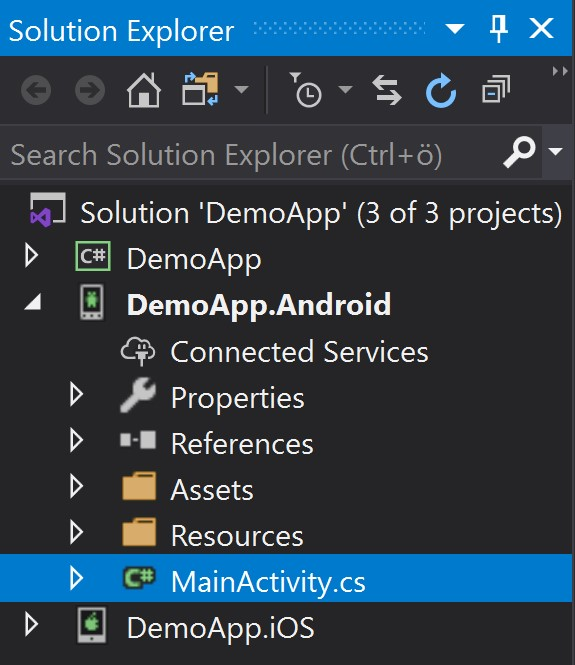 Solution Explorer
Search Solution Explorer (Ctrl+ö)
Solution 'DemoApp' (3 of 3 projects)
C# DemoApp
DemoApp.Android
Connected Services
Properties
References
Assets
Resources
C# MainActivity.cs
DemoApp.iOS